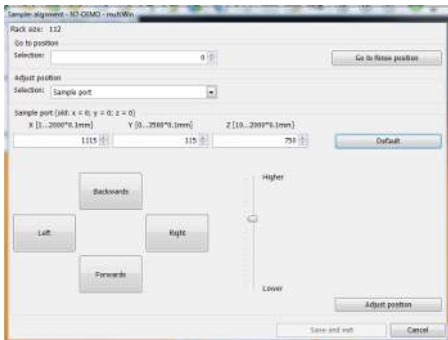 Sampler alignment - N7-DEMO - multiWin
Rack size: 112
Go to position
Selection: 0 Go to Rinse position
Adjust position
Selection: Sample port
Sample port (old: x = 0; y = 0; z = 0)
X [1...2000*0.1mm] Y [0...3500*0.1mm] Z [10...2000*0.1mm]
1115 115 750 Default
Backwards Higher
Left Right
Forwards
Lower
Adjust position
Save and exit Cancel